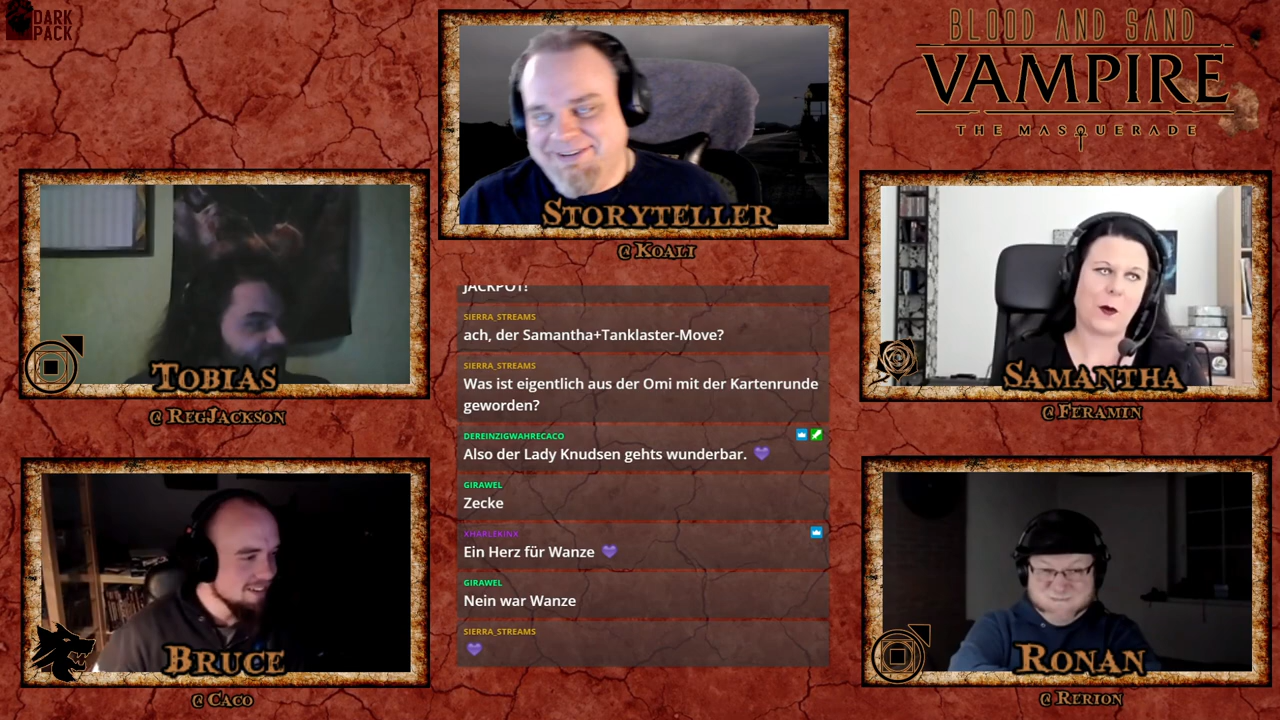 DARK
PACK
BLOOD AND SAND
VAMPIRE
THE MASQUERADE
STORYTELLER
@ KOALI
TOBIAS
@ REGJACKSON
SAMANTHA
@ FERAMIN
JACKPOT!
SIERRA_STREAMS
ach, der Samantha+Tanklaster-Move?
SIERRA_STREAMS
Was ist eigentlich aus der Omi mit der Kartenrunde
geworden?
DEREINZIGWAHRECACO
Also der Lady Knudsen gehts wunderbar.
GIRAWEL
Zecke
XHARLEKINX
Ein Herz für Wanze
GIRAWEL
Nein war Wanze
SIERRA_STREAMS
BRUCE
@ CACO
RONAN
@ RERION